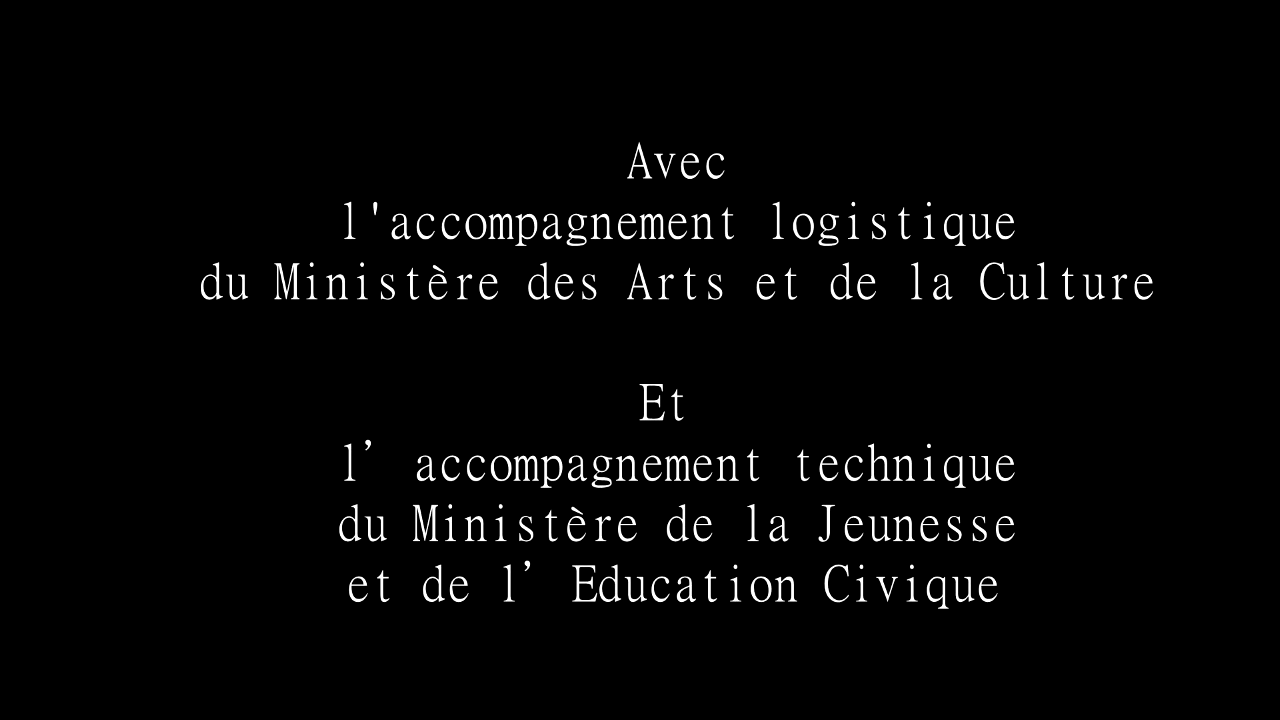 Avec
l'accompagnement logistique
du Ministère des Arts et de la Culture
Et
l’accompagnement technique
du Ministère de la Jeunesse
et de l’Education Civique